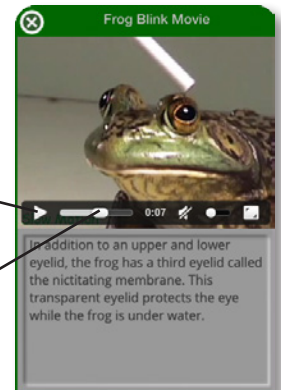 Frog Blink Movie
0:07
In addition to an upper and lower
eyelid, the frog has a third eyelid called
the nictitating membrane. This
transparent eyelid protects the eye
while the frog is under water.